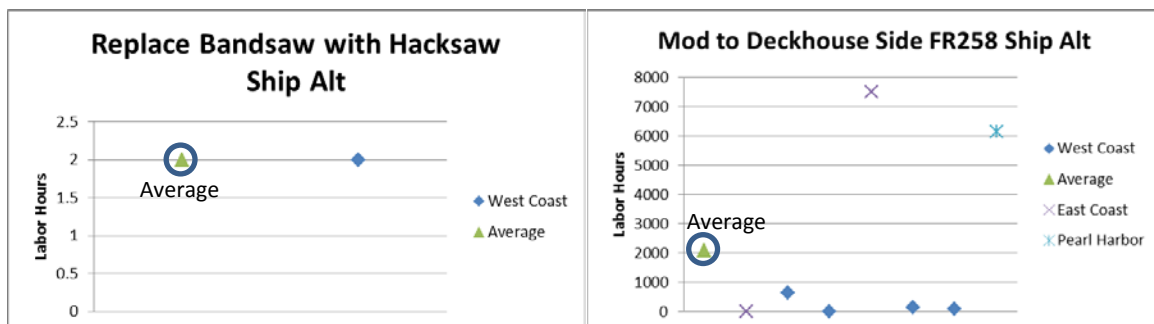 Replace Bandsaw with Hacksaw
Ship Alt
2.5
2
1.5
1
0.5
0
Labor Hours
Average
West Coast
Average
Mod to Deckhouse Side FR258 Ship Alt
8000
7000
6000
5000
4000
3000
2000
1000
0
Labor Hours
Average
West Coast
Average
East Coast
Pearl Harbor